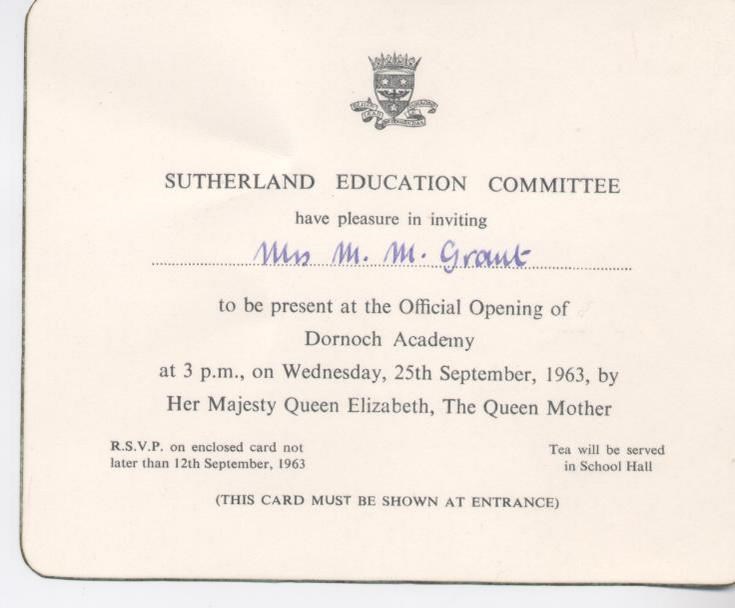 SUTHERLAND EDUCATION COMMITTEE
have pleasure in inviting
Mrs M. M. Grant
to be present at the Official Opening of
Dornoch Academy
at 3 p.m., on Wednesday, 25th September, 1963, by
Her Majesty Queen Elizabeth, The Queen Mother
R.S.V.P. on enclosed card not
later than 12th September, 1963
Tea will be served
in School Hall
(THIS CARD MUST BE SHOWN AT ENTRANCE)